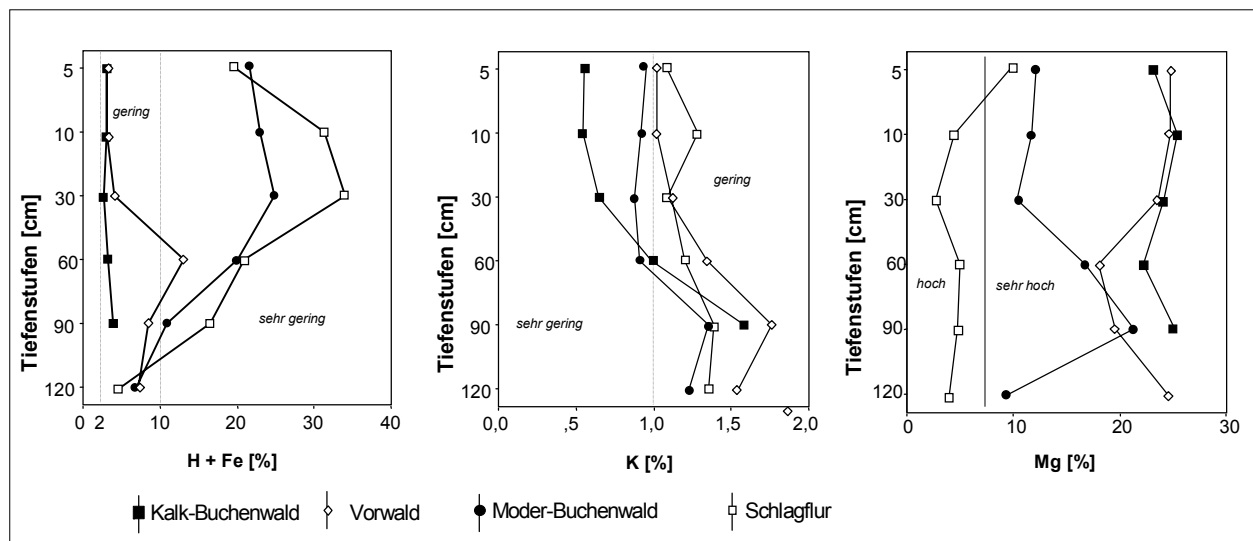 5
10
30
60
90
120
Tiefenstufen [cm]
gering
sehr gering
0 2 10 20 30 40
H + Fe [%]
5
10
30
60
90
120
Tiefenstufen [cm]
gering
sehr gering
0,0 ,5 1,0 1,5 2,0
K [%]
5
10
30
60
90
120
Tiefenstufen [cm]
hoch sehr hoch
0 10 20 30
Mg [%]
Kalk-Buchenwald Vorwald Moder-Buchenwald Schlagflur